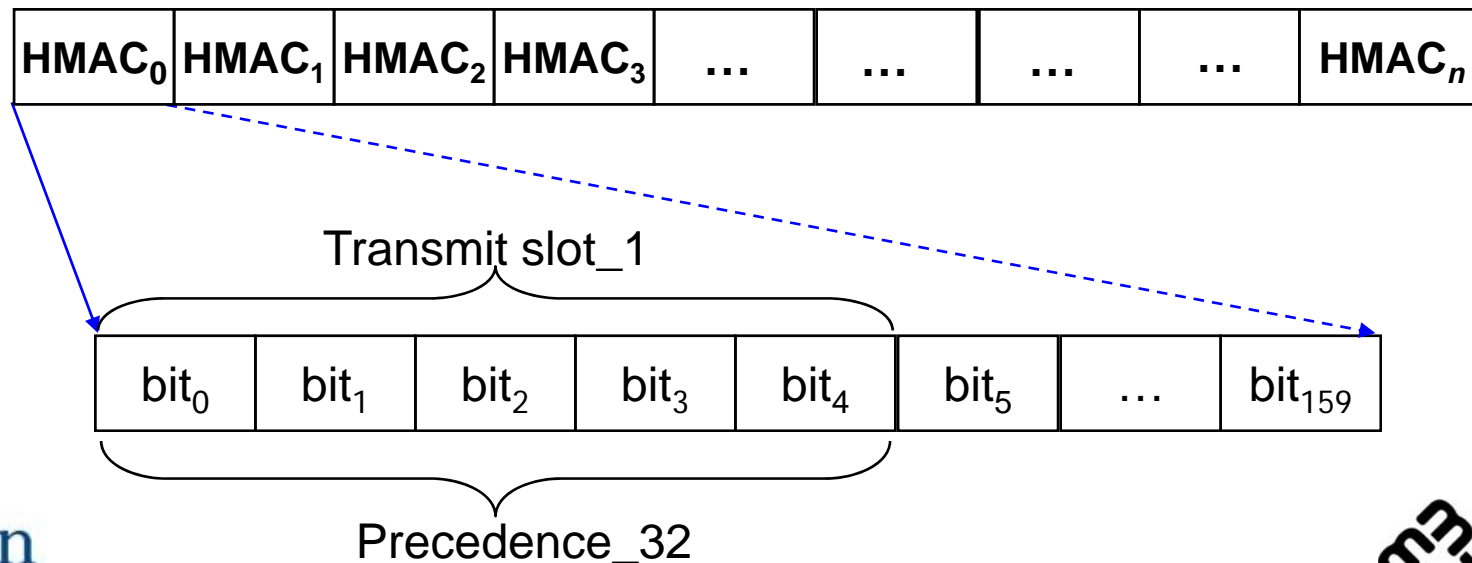 HMAC₀ HMAC₁ HMAC₂ HMAC₃ ... ... ... ... HMACₙ
Transmit slot_1
bit₀ bit₁ bit₂ bit₃ bit₄ bit₅ ... bit₁₅₉
Precedence_32